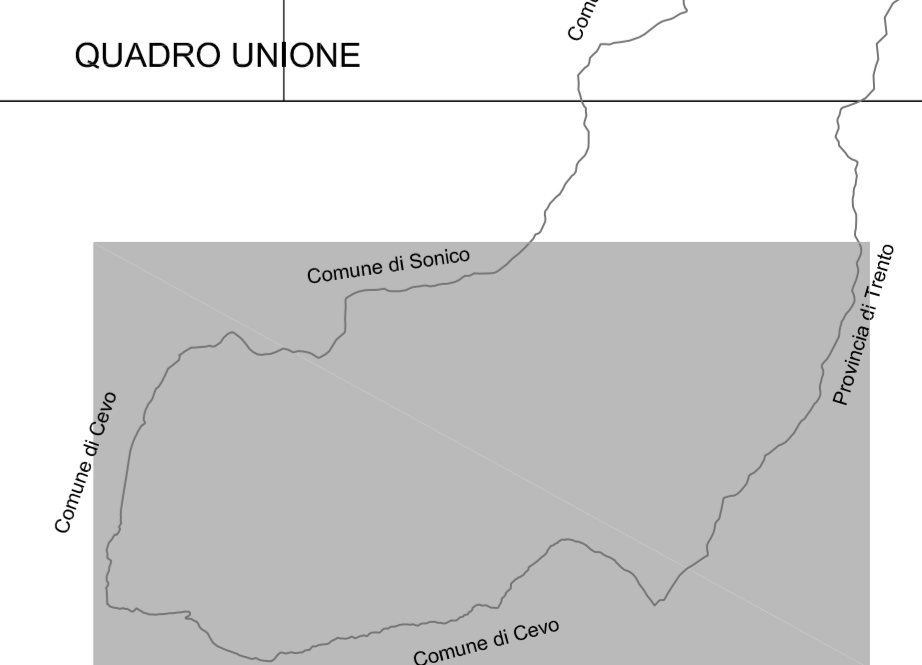 QUADRO UNIONE
Comune di Sonico
Provincia di Trento
Comune di Cevo
Comune di Cevo